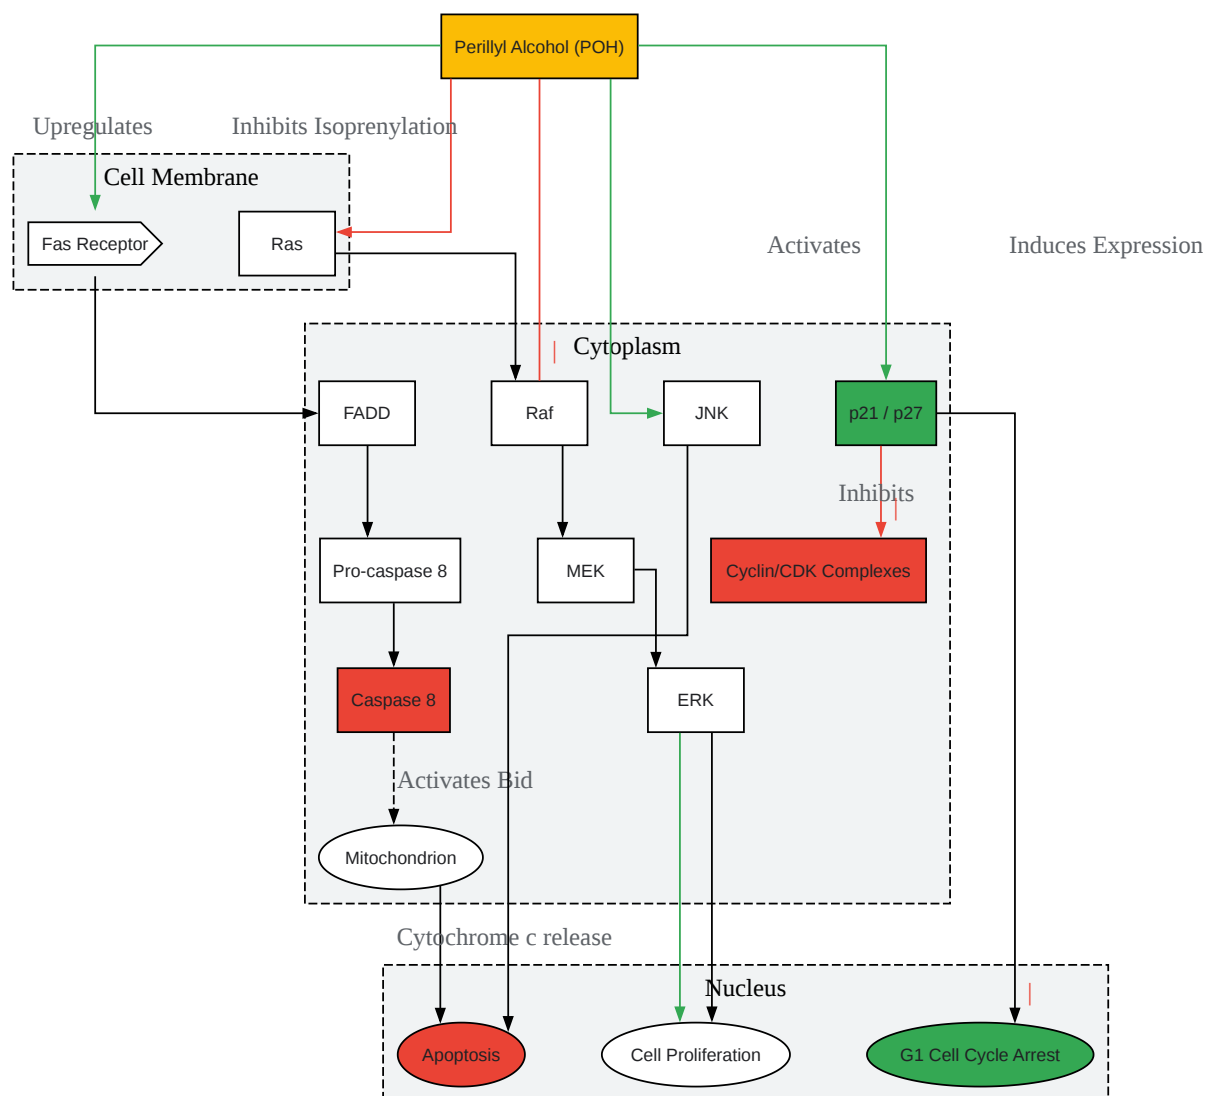 Perillyl Alcohol (POH)
Upregulates
Inhibits Isoprenylation
Cell Membrane
Fas Receptor
Ras
Activates
Induces Expression
Cytoplasm
FADD
Raf
JNK
p21 / p27
Inhibits
Pro-caspase 8
MEK
Cyclin/CDK Complexes
Caspase 8
ERK
Activates Bid
Mitochondrion
Cytochrome c release
Nucleus
Apoptosis
Cell Proliferation
G1 Cell Cycle Arrest